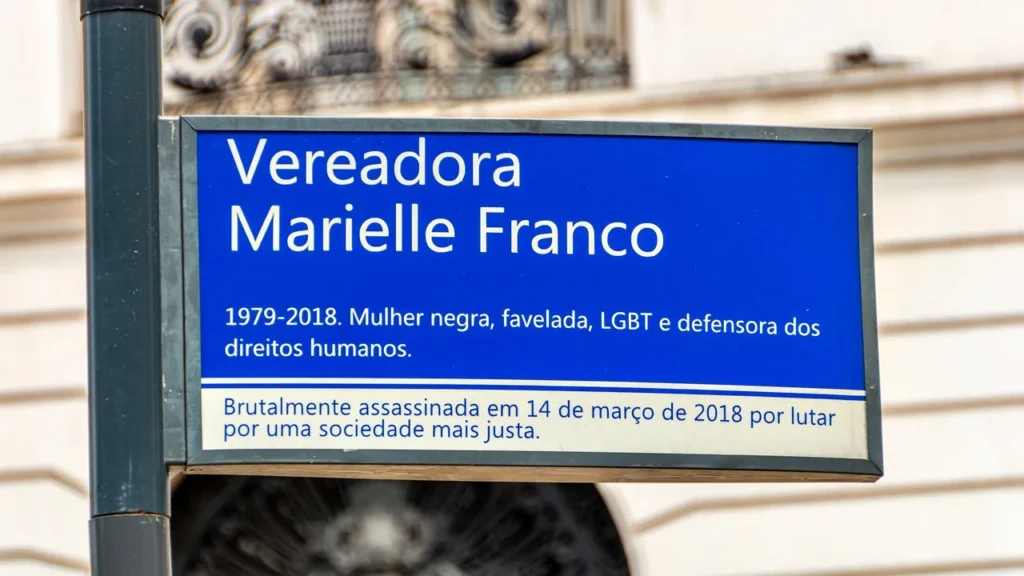 Vereadora
Marielle Franco
1979-2018. Mulher negra, favelada, LGBT e defensora dos
direitos humanos.
Brutalmente assassinada em 14 de março de 2018 por lutar
por uma sociedade mais justa.